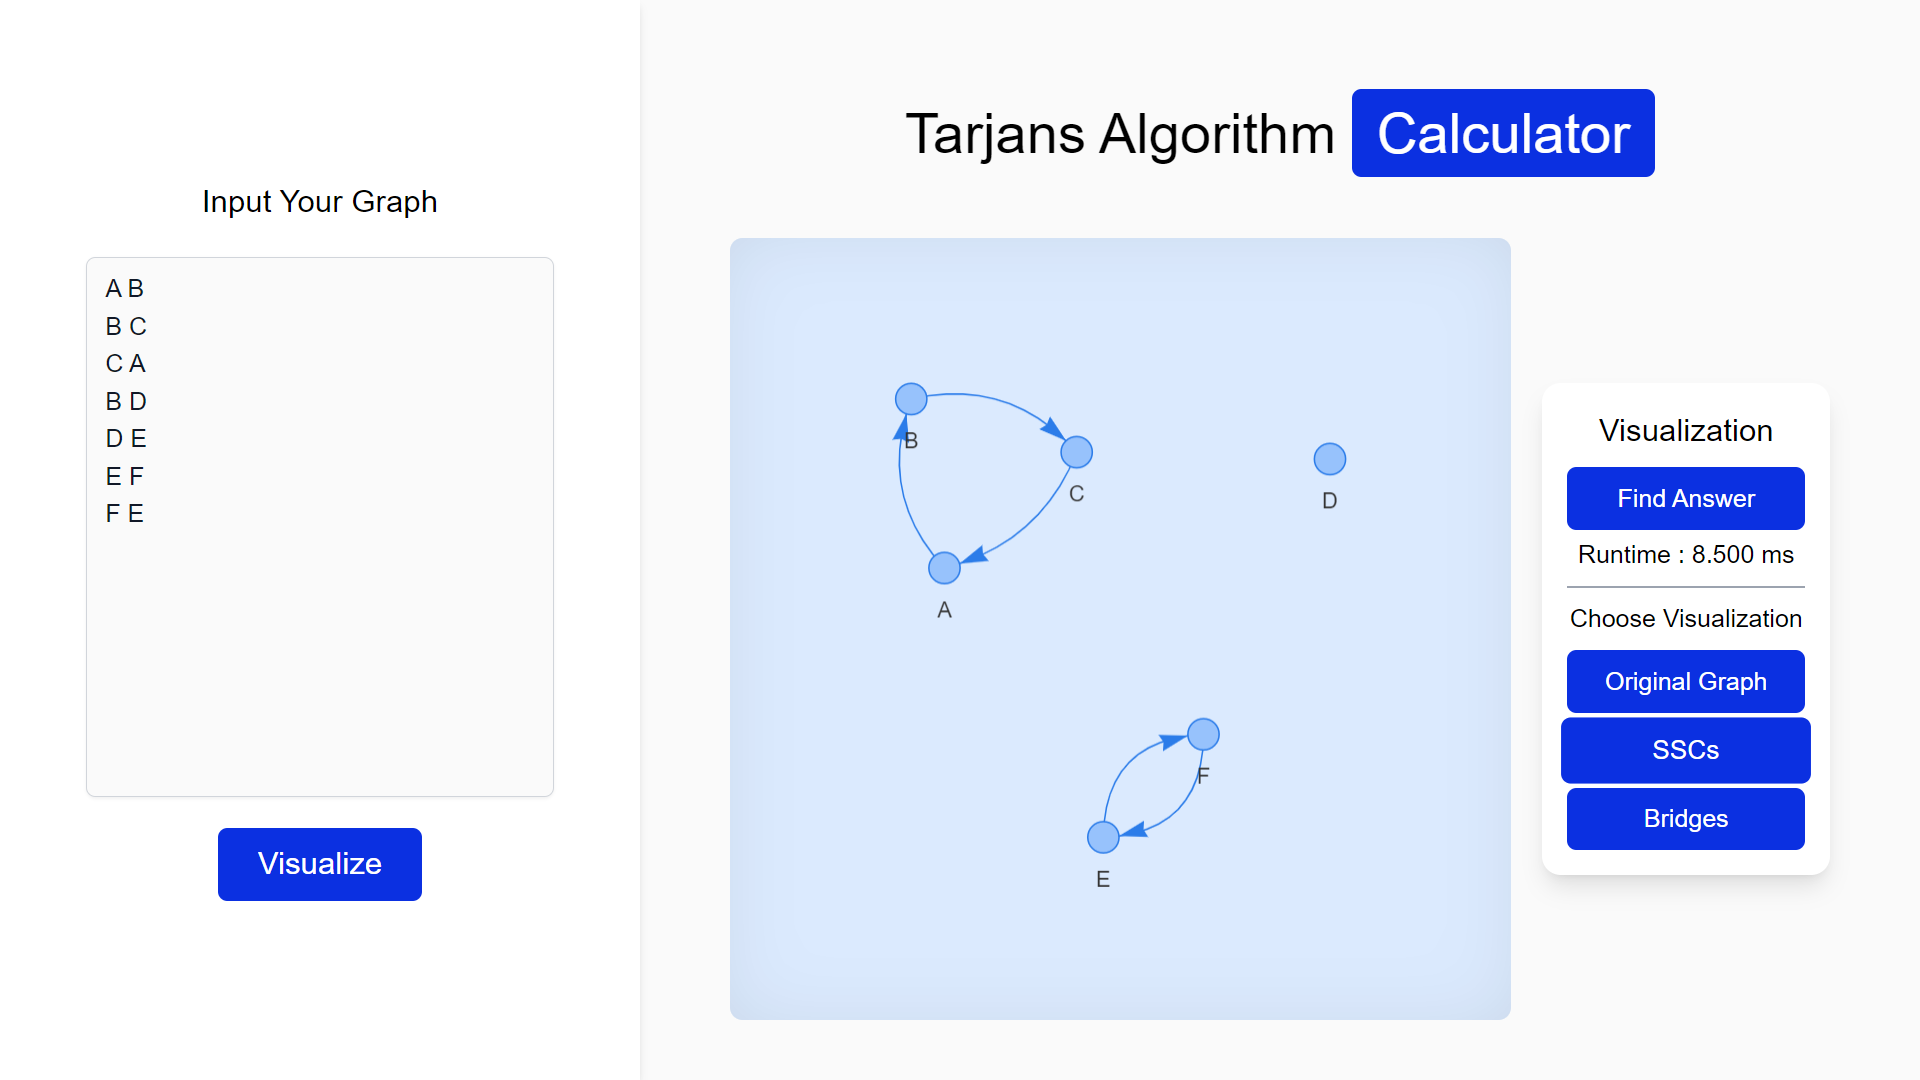 Input Your Graph
A B
B C
C A
B D
D E
E F
F E
Visualize
Tarjans Algorithm Calculator
B
C
D
A
F
E
Visualization
Find Answer
Runtime : 8.500 ms
Choose Visualization
Original Graph
SSCs
Bridges